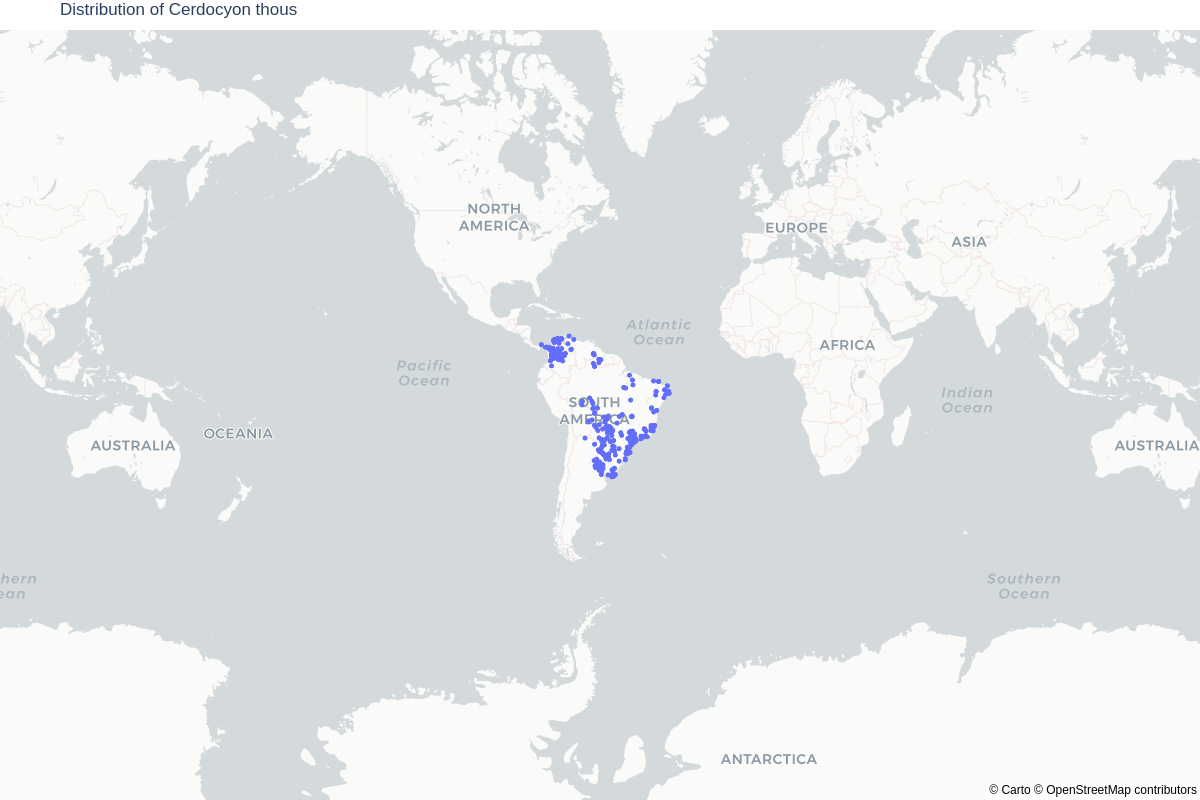 Distribution of Cerdocyon thous
NORTH
AMERICA
EUROPE
ASIA
Atlantic
Ocean
AFRICA
Pacific
Ocean
Indian
Ocean
SOUTH
AMERICA
OCEANIA
AUSTRALIA
AUSTRALIA
hern
ean
Southern
Ocean
ANTARCTICA
© Carto © OpenStreetMap contributors